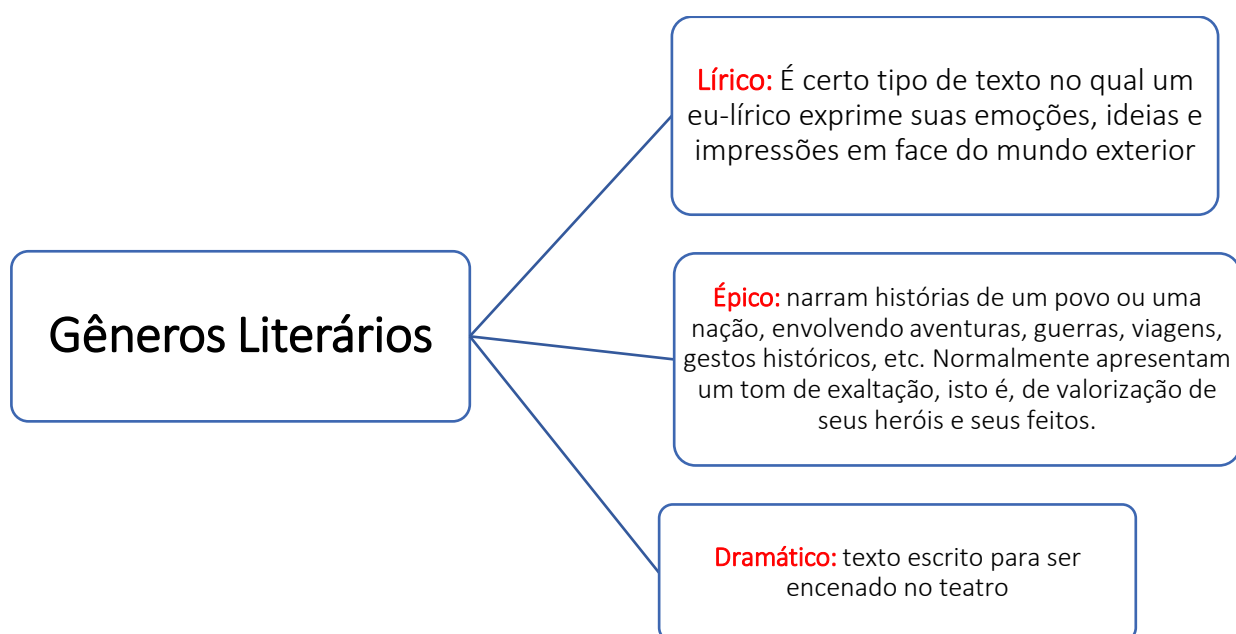 Gêneros Literários
Lírico: É certo tipo de texto no qual um
eu-lírico exprime suas emoções, ideias e
impressões em face do mundo exterior
Épico: narram histórias de um povo ou uma
nação, envolvendo aventuras, guerras, viagens,
gestos históricos, etc. Normalmente apresentam
um tom de exaltação, isto é, de valorização de
seus heróis e seus feitos.
Dramático: texto escrito para ser
encenado no teatro